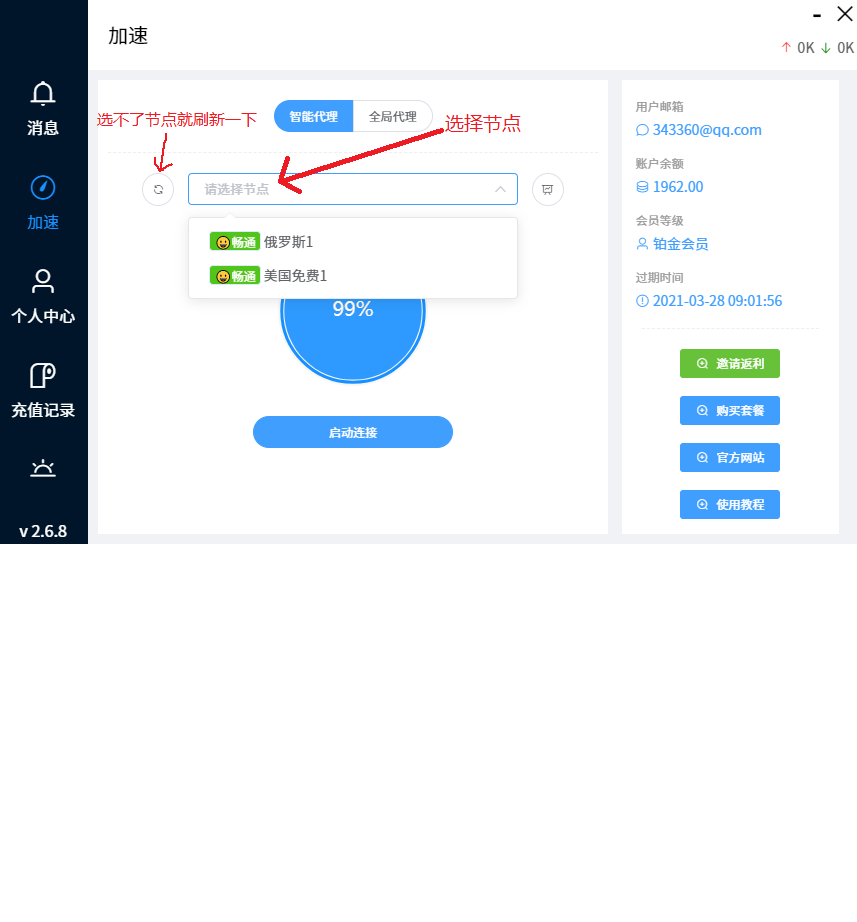 加速
0K 0K
消息
加速
个人中心
充值记录
v 2.6.8
选不了节点就刷新一下
智能代理 全局代理
选择节点
请选择节点
畅通 俄罗斯1
畅通 美国免费1
99%
启动连接
用户邮箱
343360@qq.com
账户余额
1962.00
会员等级
铂金会员
过期时间
2021-03-28 09:01:56
邀请返利
购买套餐
官方网站
使用教程